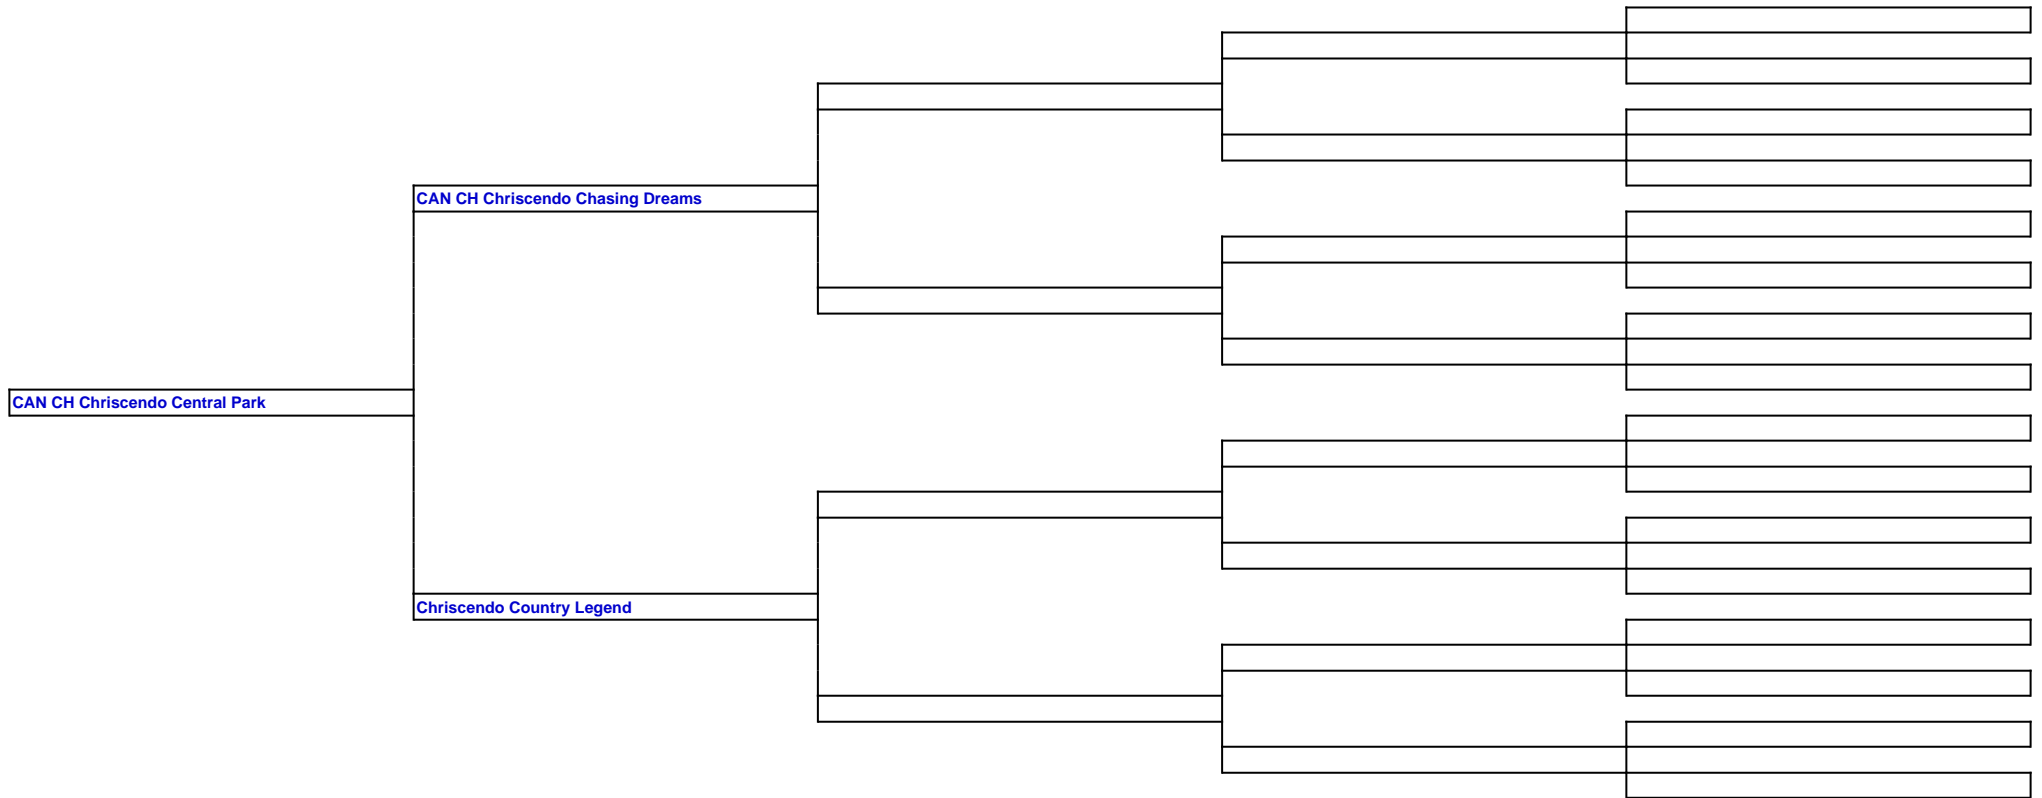 CAN CH Chriscendo Chasing Dreams
CAN CH Chriscendo Central Park
Chriscendo Country Legend